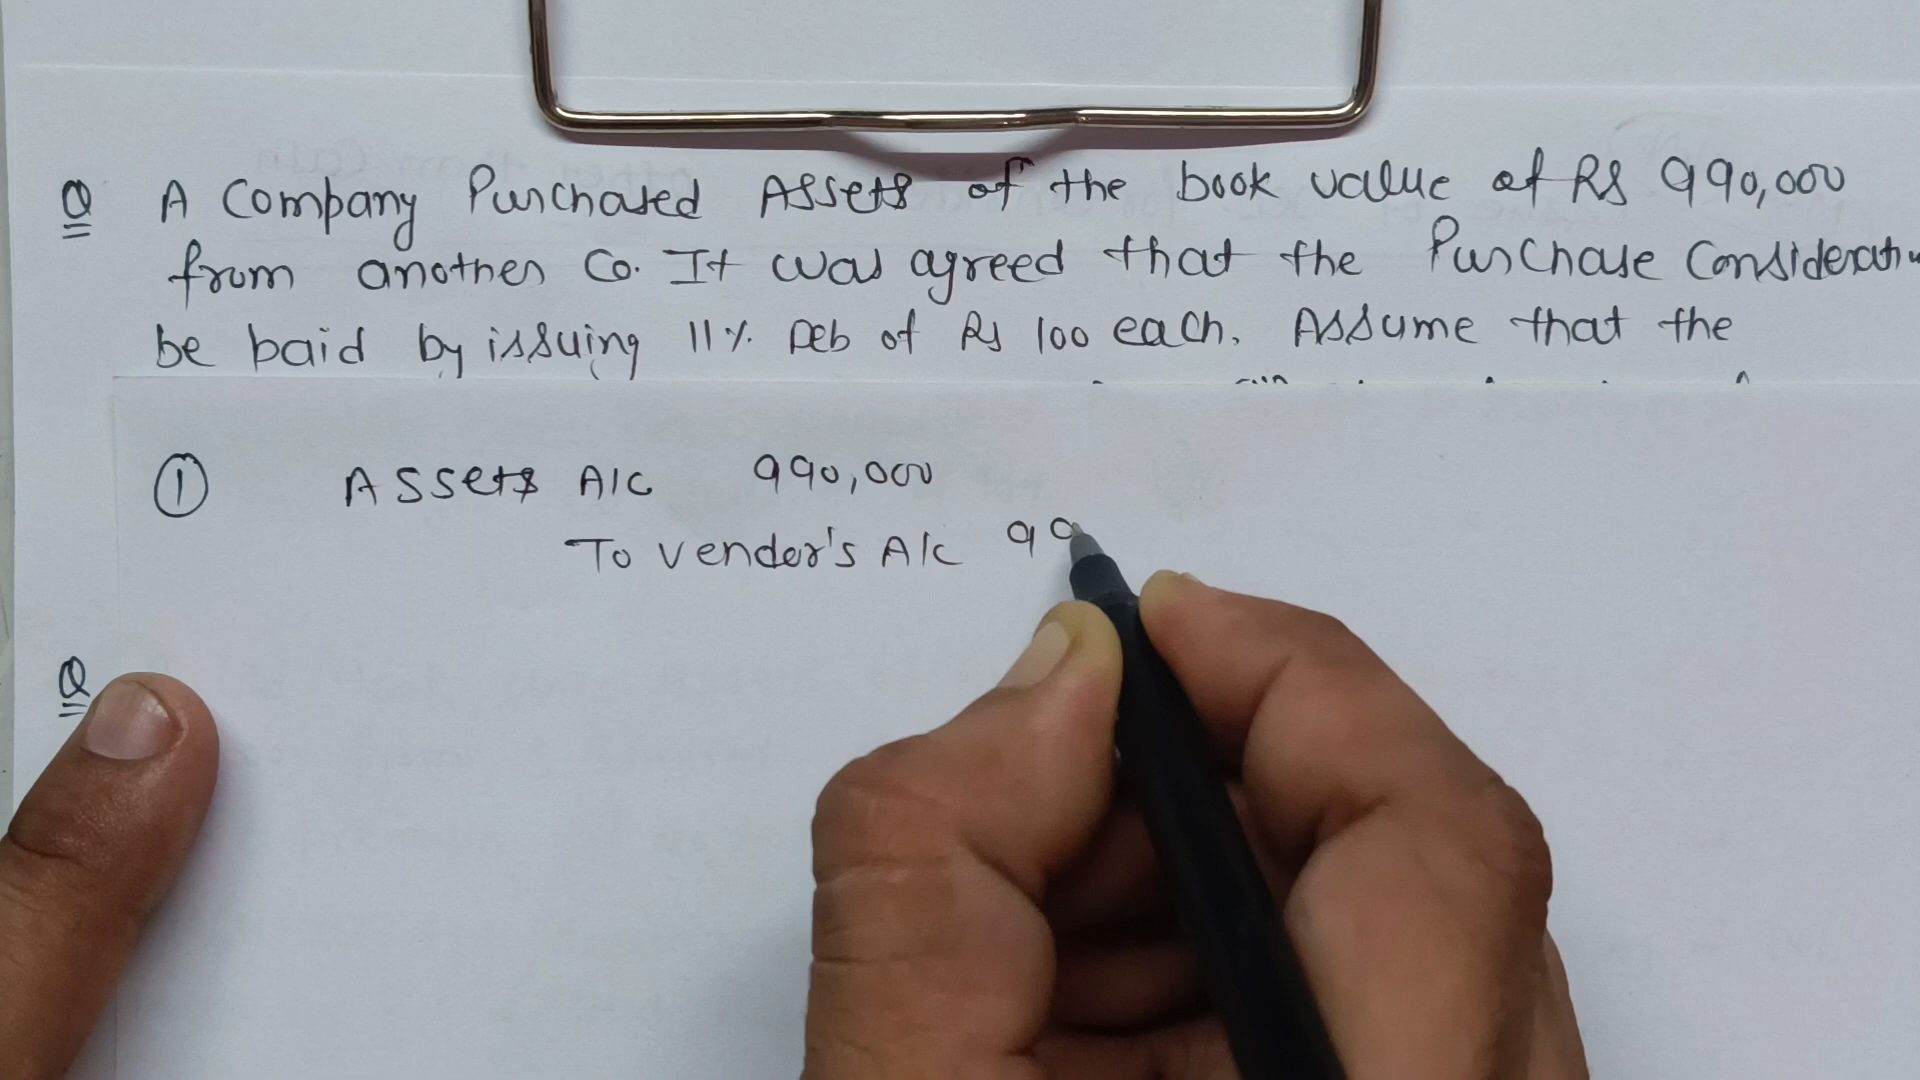 Q A Company Purchased Assets of the book value of Rs 990,000
from another Co. It was agreed that the Purchase Consideratio
be paid by issuing 11% Deb of Rs 100 each. Assume that the
① Assets A/c 990,000
To Vendor's A/c 99
Q